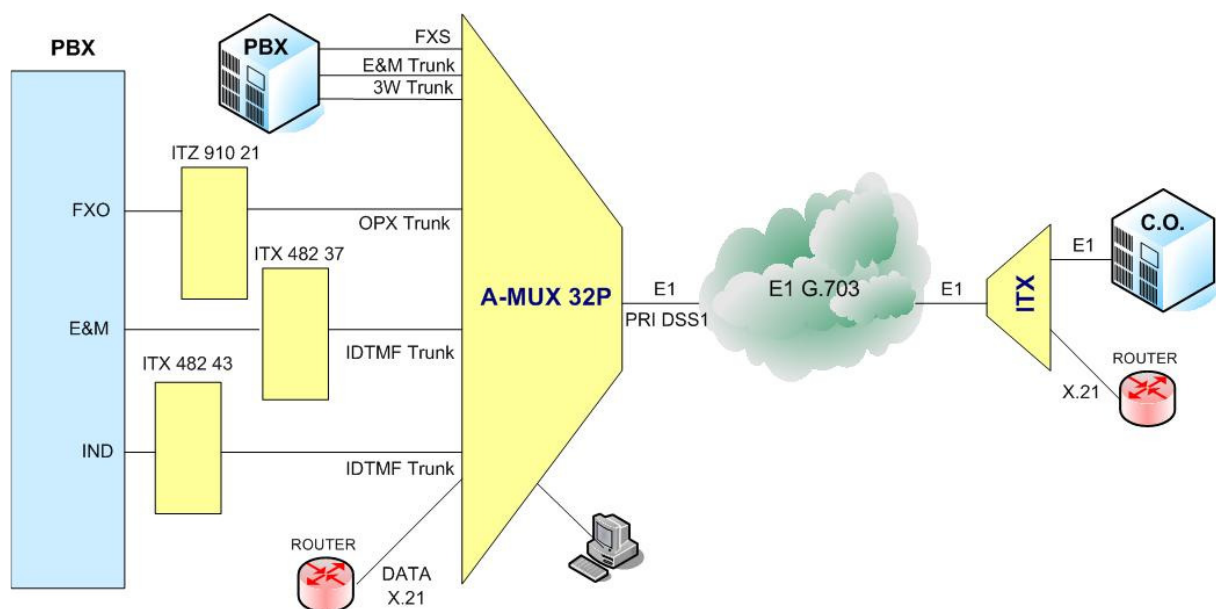 PBX
PBX
FXS
E&M Trunk
3W Trunk
ITZ 910 21
FXO
OPX Trunk
ITX 482 37
E&M
IDTMF Trunk
ITX 482 43
IND
IDTMF Trunk
ROUTER
DATA
X.21
A-MUX 32P
E1
PRI DSS1
E1 G.703
E1
ITX
E1
C.O.
ROUTER
X.21